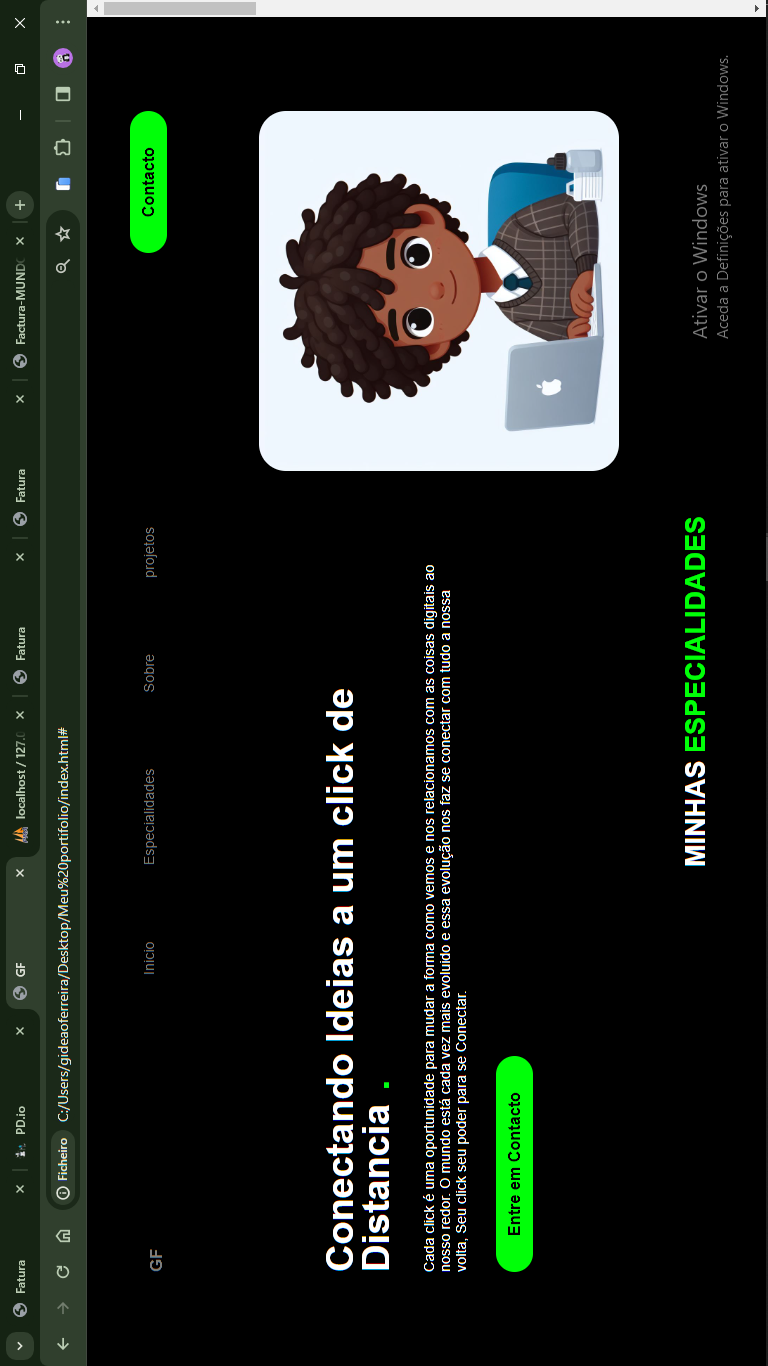 Fatura
PD.io
GF
localhost / 127.0
Fatura
Fatura
Factura-MUND
Ficheiro
C:/Users/gideaoferreira/Desktop/Meu%20portifolio/index.html#
GF
Inicio
Especialidades
Sobre
projetos
Contacto
Conectando Ideias a um click de
Distancia .
Cada click é uma oportunidade para mudar a forma como vemos e nos relacionamos com as coisas digitais ao
nosso redor. O mundo está cada vez mais evoluido e essa evolução nos faz se conectar com tudo a nossa
volta, Seu click seu poder para se Conectar.
Entre em Contacto
MINHAS ESPECIALIDADES
Ativar o Windows
Aceda a Definições para ativar o Windows.